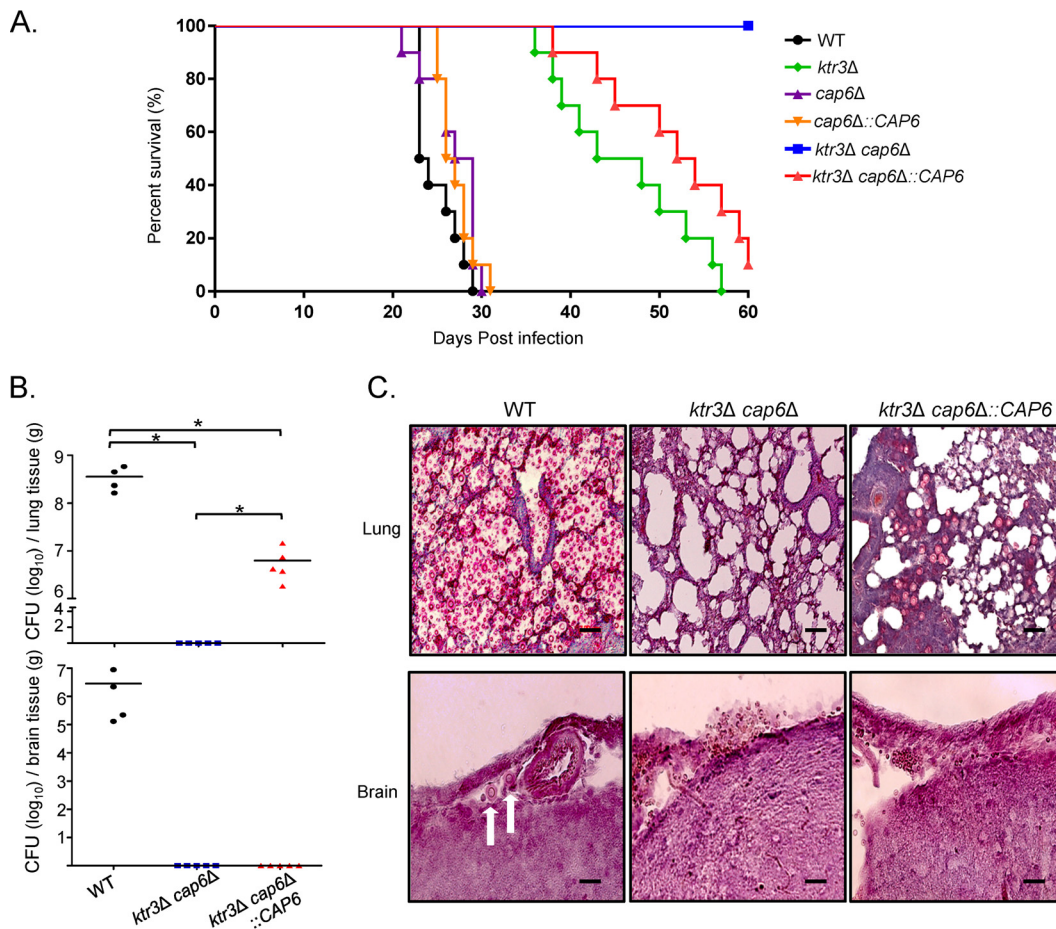 A.
Percent survival (%)
100
80
60
40
20
0
0 10 20 30 40 50 60
Days Post infection
WT
ktr3Δ
cap6Δ
cap6Δ::CAP6
ktr3Δ cap6Δ
ktr3Δ cap6Δ::CAP6
B.
CFU (log10) / lung tissue (g)
9
8
7
6
4
2
*
*
*
CFU (log10) / brain tissue (g)
7
6
5
4
3
2
1
WT
ktr3Δ cap6Δ
ktr3Δ cap6Δ
::CAP6
C.
WT
ktr3Δ cap6Δ
ktr3Δ cap6Δ::CAP6
Lung
Brain